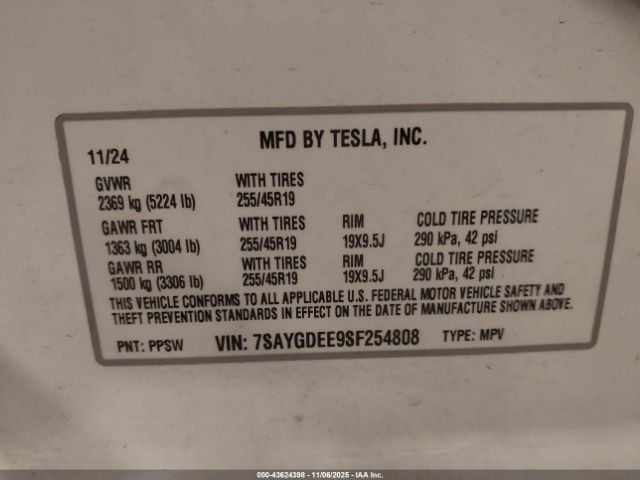 MFD BY TESLA, INC.
11/24
GVWR WITH TIRES
2369 kg (5224 lb) 255/45R19
GAWR FRT WITH TIRES RIM COLD TIRE PRESSURE
1363 kg (3004 lb) 255/45R19 19X9.5J 290 kPa, 42 psi
GAWR RR WITH TIRES RIM COLD TIRE PRESSURE
1500 kg (3306 lb) 255/45R19 19X9.5J 290 kPa, 42 psi
THIS VEHICLE CONFORMS TO ALL APPLICABLE U.S. FEDERAL MOTOR VEHICLE SAFETY AND
THEFT PREVENTION STANDARDS IN EFFECT ON THE DATE OF MANUFACTURE SHOWN ABOVE.
PNT: PPSW VIN: 7SAYGDEE9SF254808 TYPE: MPV
000-43624398 - 11/06/2025 - IAA Inc.